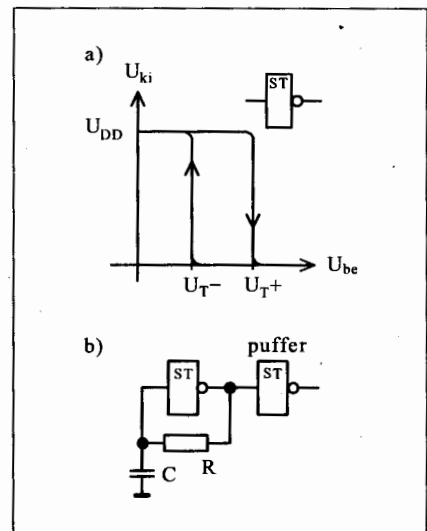 a)
U_ki
ST
U_DD
U_T- U_T+ U_be
b)
puffer
ST ST
C R